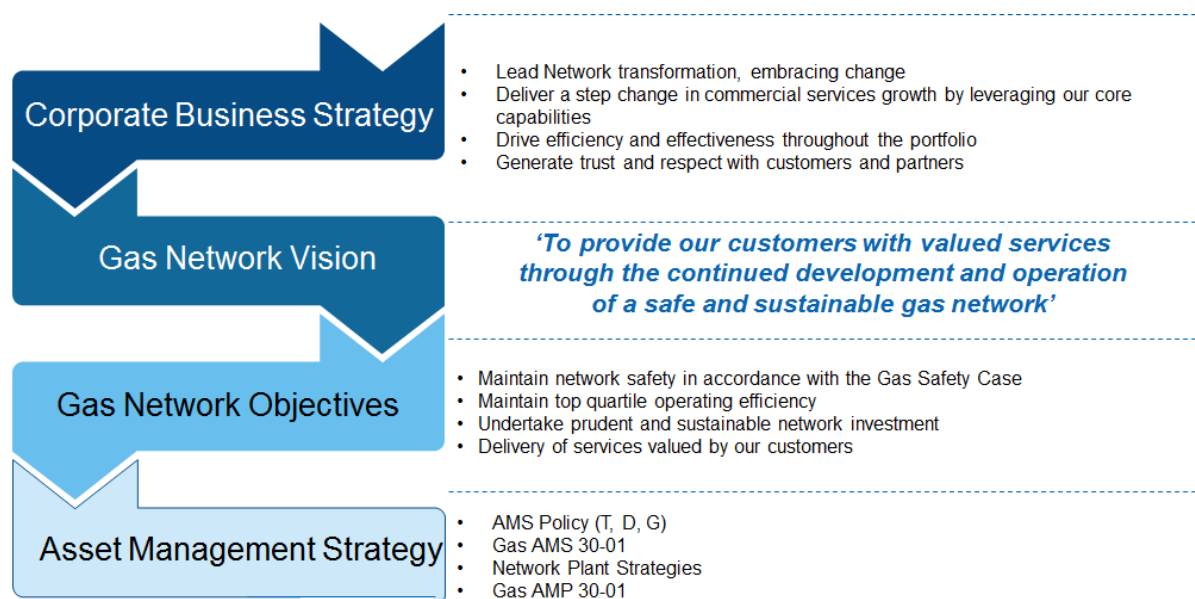 Corporate Business Strategy
• Lead Network transformation, embracing change
• Deliver a step change in commercial services growth by leveraging our core
capabilities
• Drive efficiency and effectiveness throughout the portfolio
• Generate trust and respect with customers and partners
Gas Network Vision
‘To provide our customers with valued services
through the continued development and operation
of a safe and sustainable gas network’
Gas Network Objectives
• Maintain network safety in accordance with the Gas Safety Case
• Maintain top quartile operating efficiency
• Undertake prudent and sustainable network investment
• Delivery of services valued by our customers
Asset Management Strategy
• AMS Policy (T, D, G)
• Gas AMS 30-01
• Network Plant Strategies
• Gas AMP 30-01